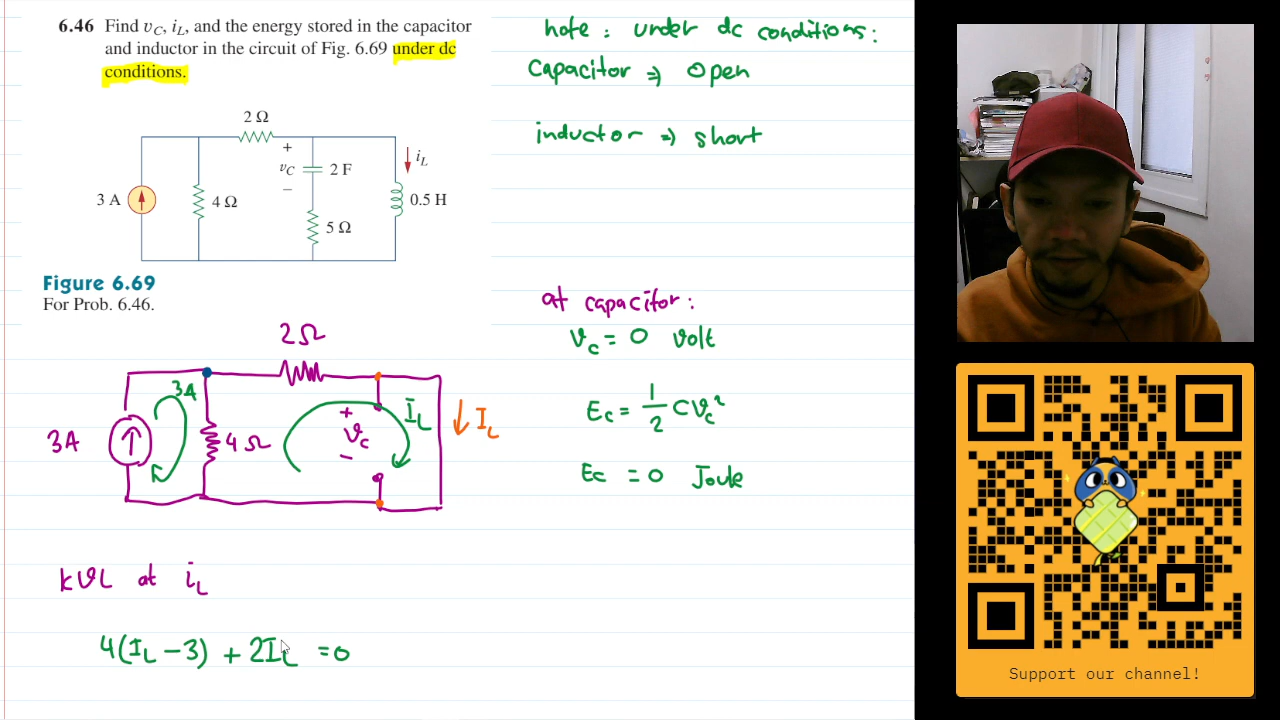 6.46 Find vC, iL, and the energy stored in the capacitor
and inductor in the circuit of Fig. 6.69 under dc
conditions.
2 Ω
+
vC
−
2 F
iL
3 A
4 Ω
5 Ω
0.5 H
Figure 6.69
For Prob. 6.46.
note : under dc conditions:
Capacitor ⇒ open
inductor ⇒ short
at capacitor:
vc = 0 volt
Ec = 1/2 C vc²
Ec = 0 Joule
2Ω
3A
3A
4Ω
+
vc
−
IL
IL
KVL at iL
4(IL − 3) + 2IL = 0
Support our channel!